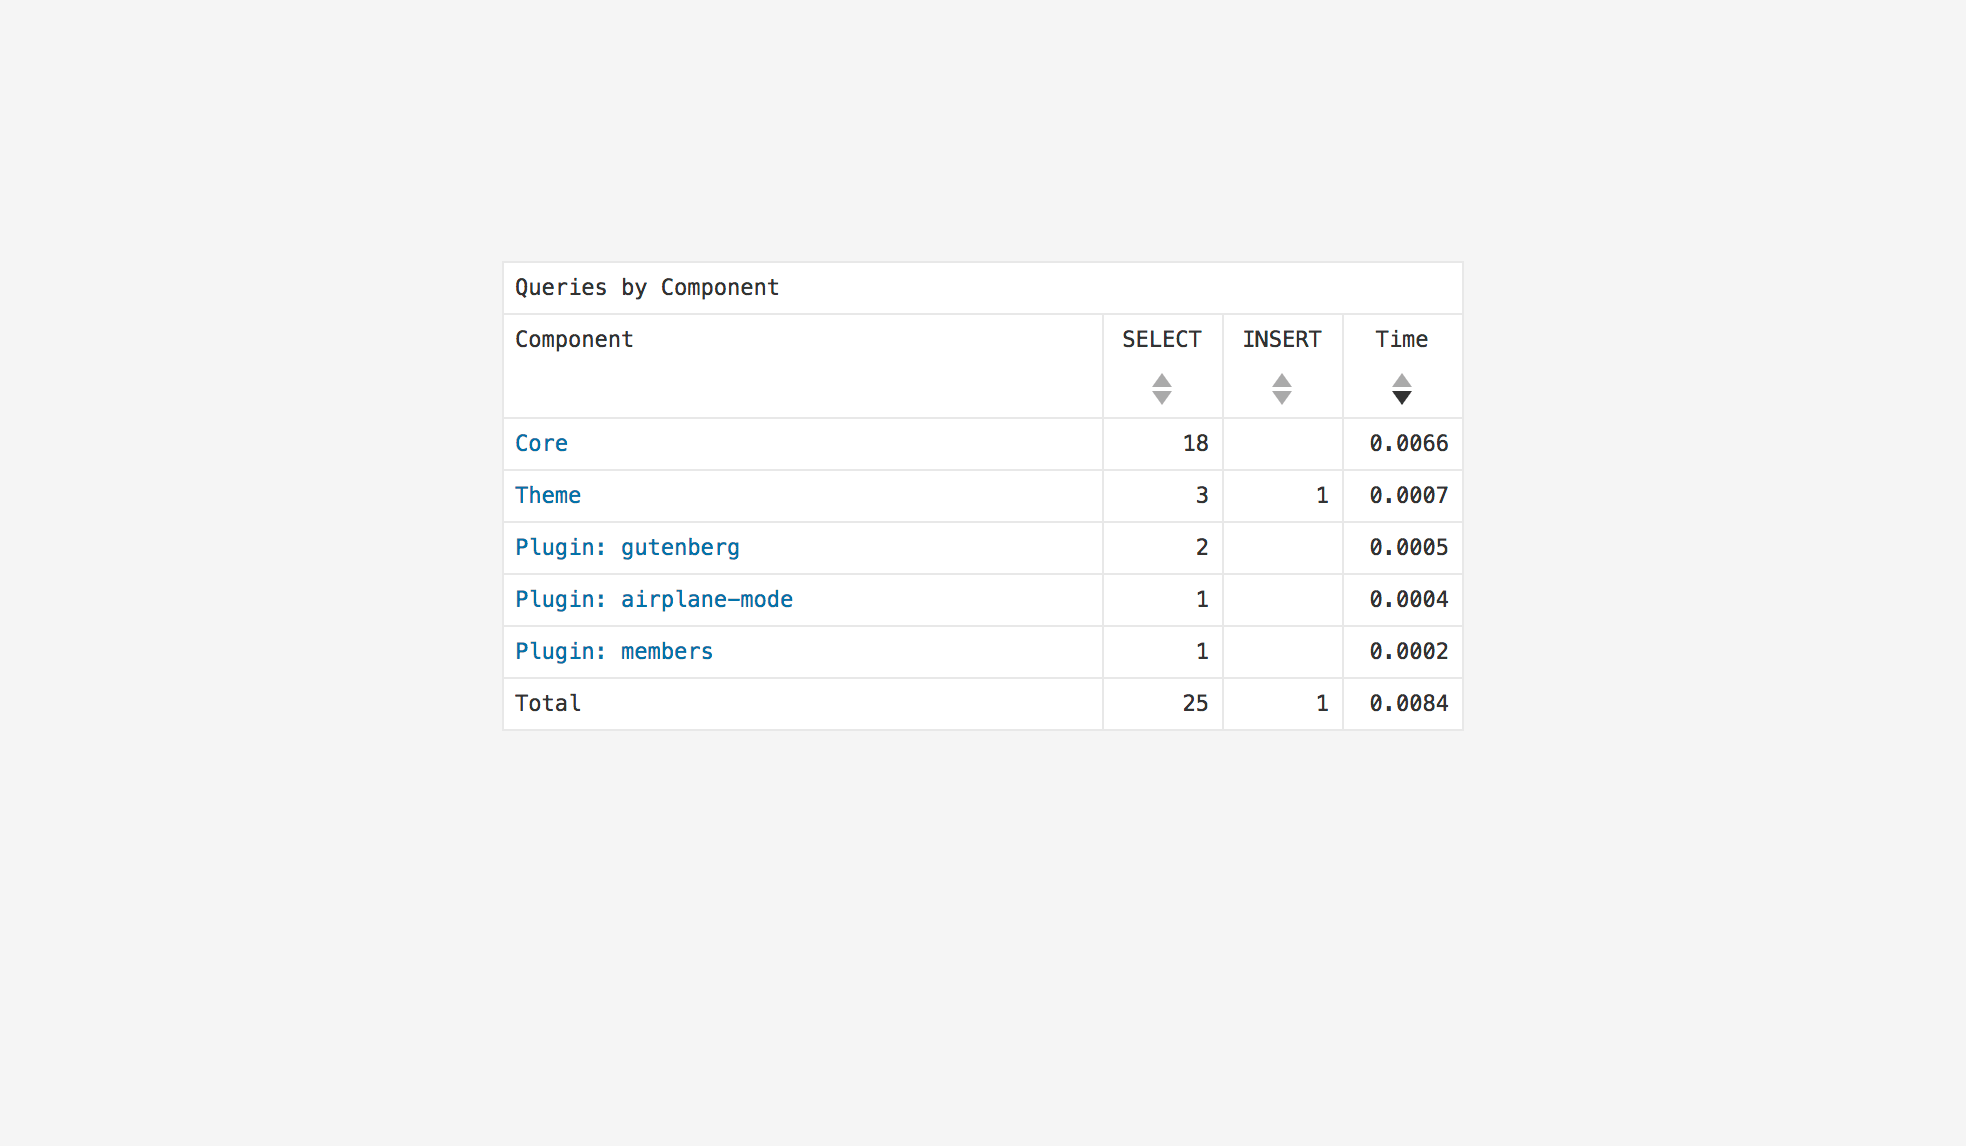 Queries by Component
Component SELECT INSERT Time
Core 18 0.0066
Theme 3 1 0.0007
Plugin: gutenberg 2 0.0005
Plugin: airplane-mode 1 0.0004
Plugin: members 1 0.0002
Total 25 1 0.0084